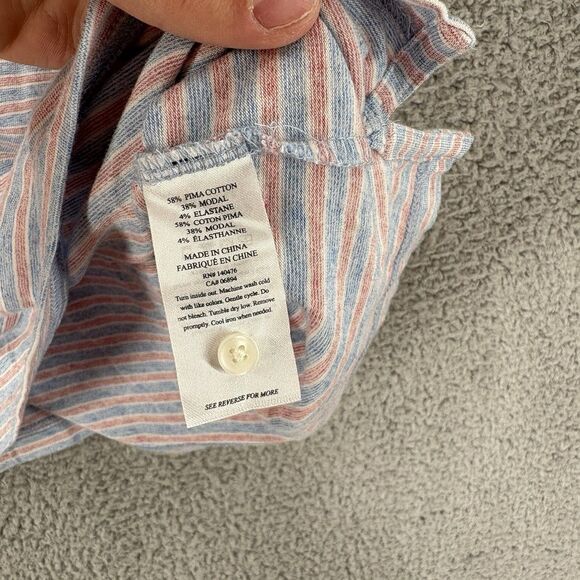 58% PIMA COTTON
38% MODAL
4% ELASTANE
58% COTON PIMA
38% MODAL
4% ÉLASTHANNE
MADE IN CHINA
FABRIQUÉ EN CHINE
RN# 140476
CA# 06894
Turn inside out. Machine wash cold
with like colors. Gentle cycle. Do
not bleach. Tumble dry low. Remove
promptly. Cool iron when needed.
SEE REVERSE FOR MORE